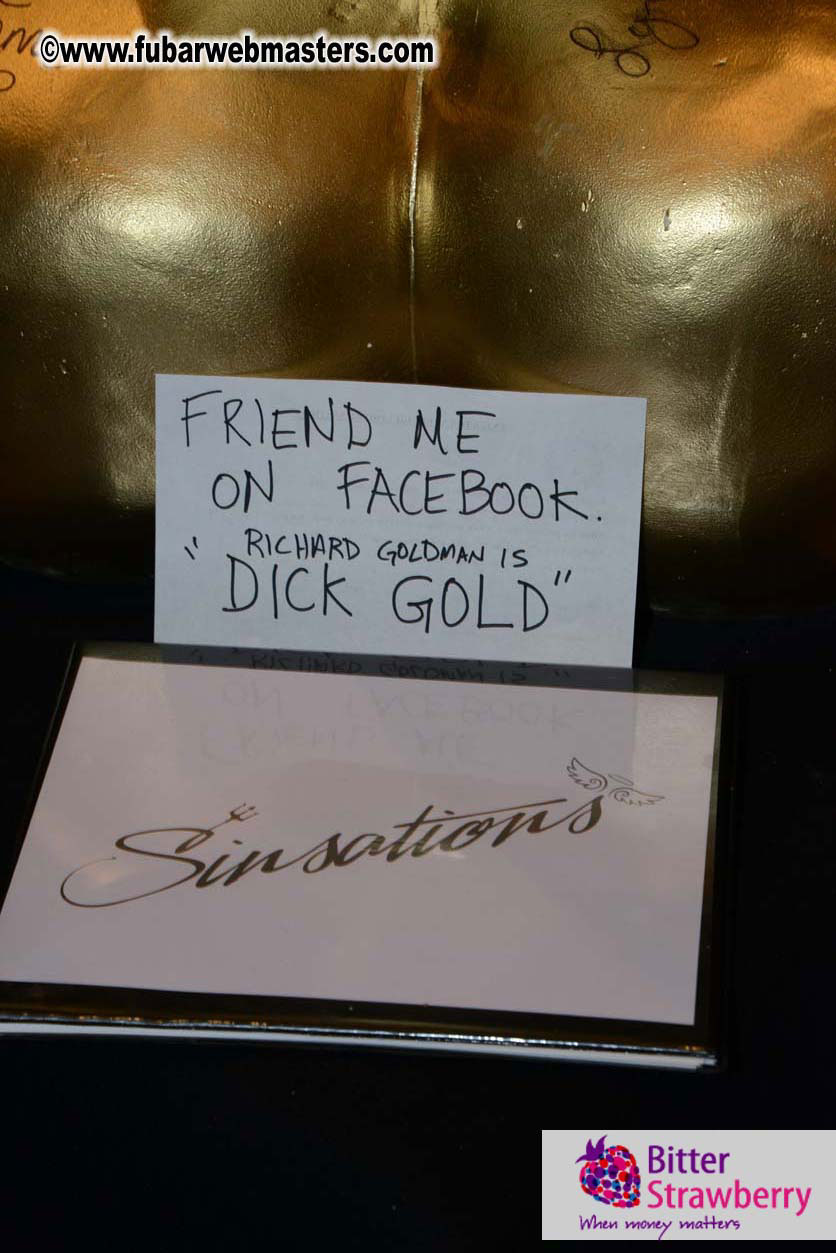 ©www.fubarwebmasters.com
FRIEND ME
ON FACEBOOK.
" RICHARD GOLDMAN IS
DICK GOLD"
Sinsations
Bitter
Strawberry
When money matters